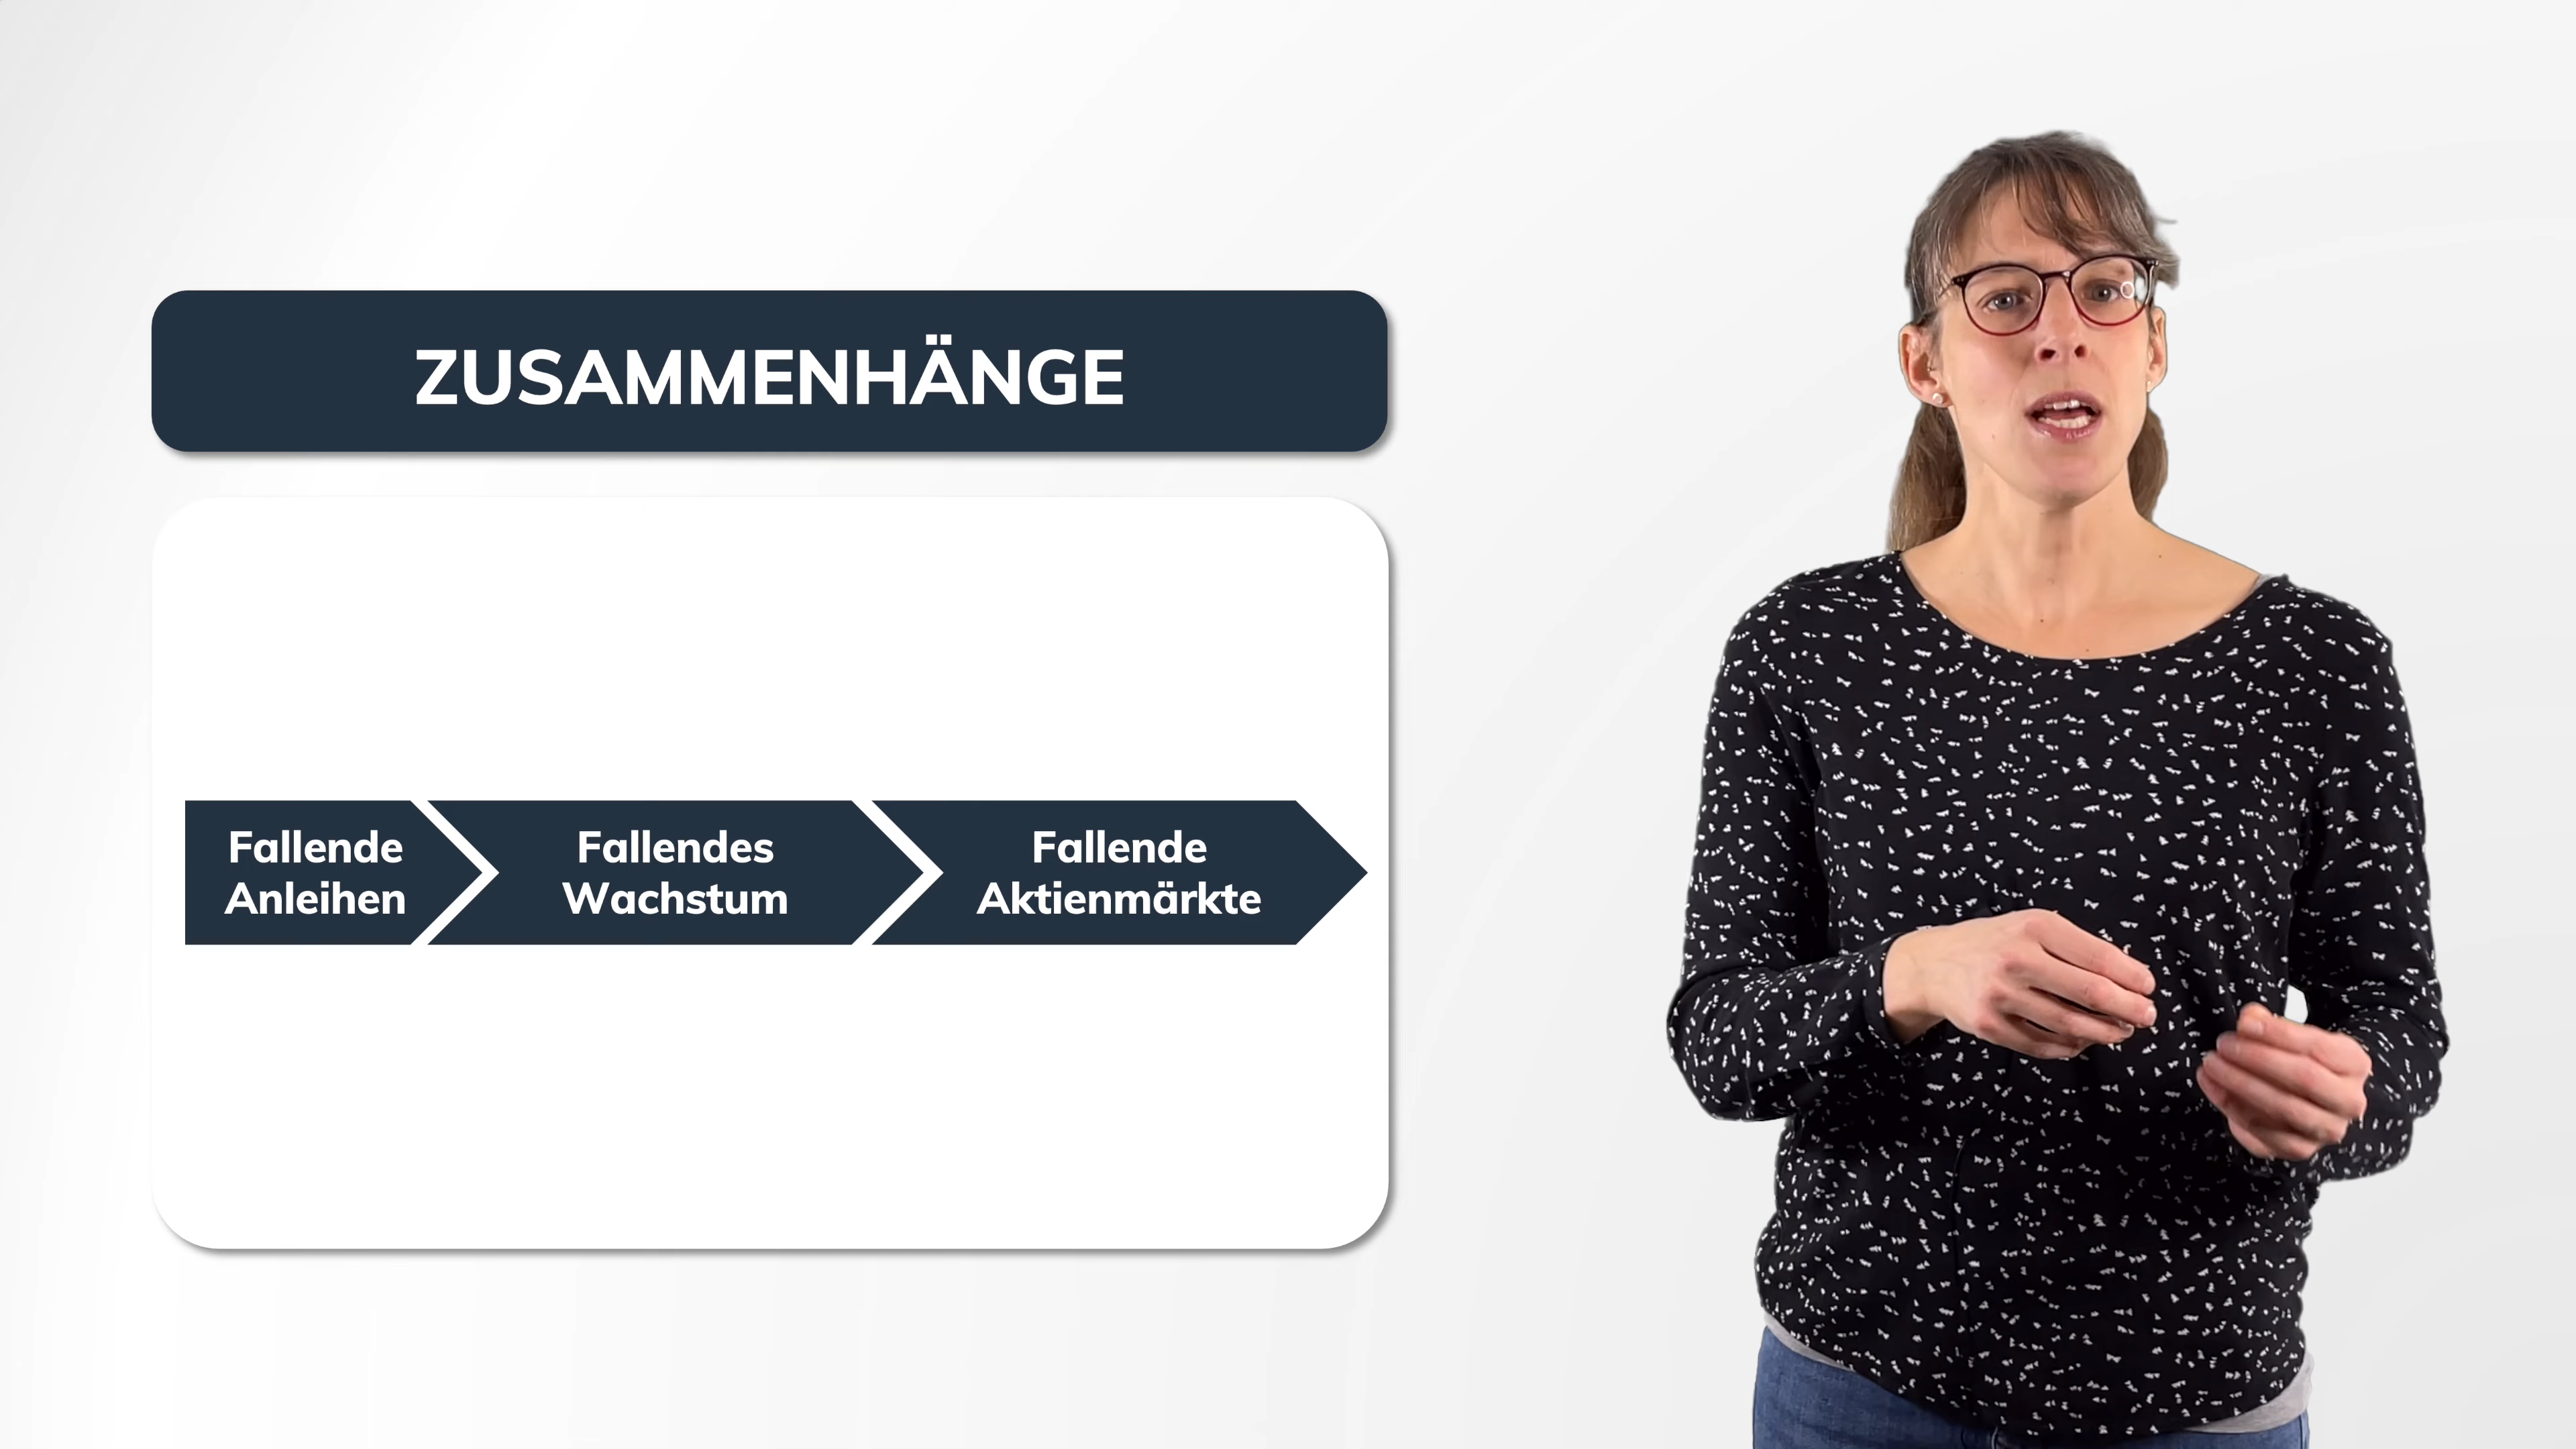 ZUSAMMENHÄNGE
Fallende
Anleihen
Fallendes
Wachstum
Fallende
Aktienmärkte